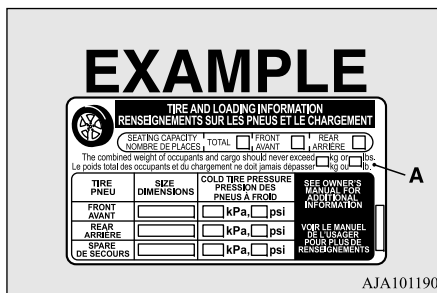 EXAMPLE
TIRE AND LOADING INFORMATION
RENSEIGNEMENTS SUR LES PNEUS ET LE CHARGEMENT
SEATING CAPACITY
NOMBRE DE PLACES
TOTAL
FRONT
AVANT
REAR
ARRIÈRE
The combined weight of occupants and cargo should never exceed kg or lbs.
Le poids total des occupants et du chargement ne doit jamais dépasser kg ou lb.
A
TIRE
PNEU
SIZE
DIMENSIONS
COLD TIRE PRESSURE
PRESSION DES
PNEUS À FROID
SEE OWNER'S
MANUAL FOR
ADDITIONAL
INFORMATION
VOIR LE MANUEL
DE L'USAGER
POUR PLUS DE
RENSEIGNEMENTS
FRONT
AVANT
kPa, psi
REAR
ARRIÈRE
kPa, psi
SPARE
DE SECOURS
kPa, psi
AJA101190